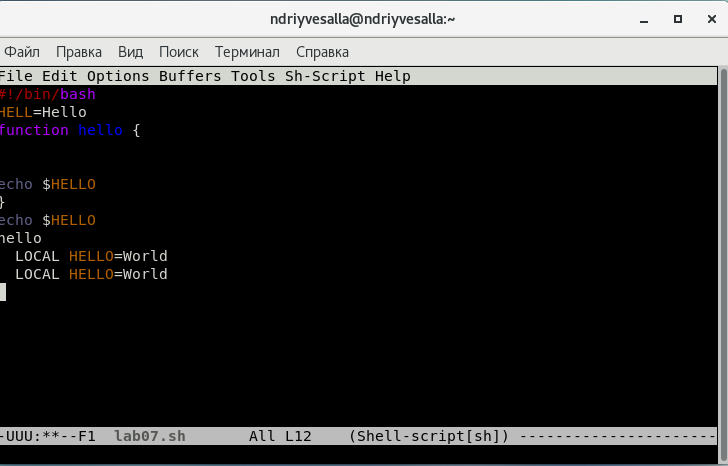 ndriyvesalla@ndriyvesalla:~
Файл Правка Вид Поиск Терминал Справка
File Edit Options Buffers Tools Sh-Script Help
#!/bin/bash
HELL=Hello
function hello {
echo $HELLO
}
echo $HELLO
hello
LOCAL HELLO=World
LOCAL HELLO=World
-UUU:**--F1 lab07.sh All L12 (Shell-script[sh]) ----------------------